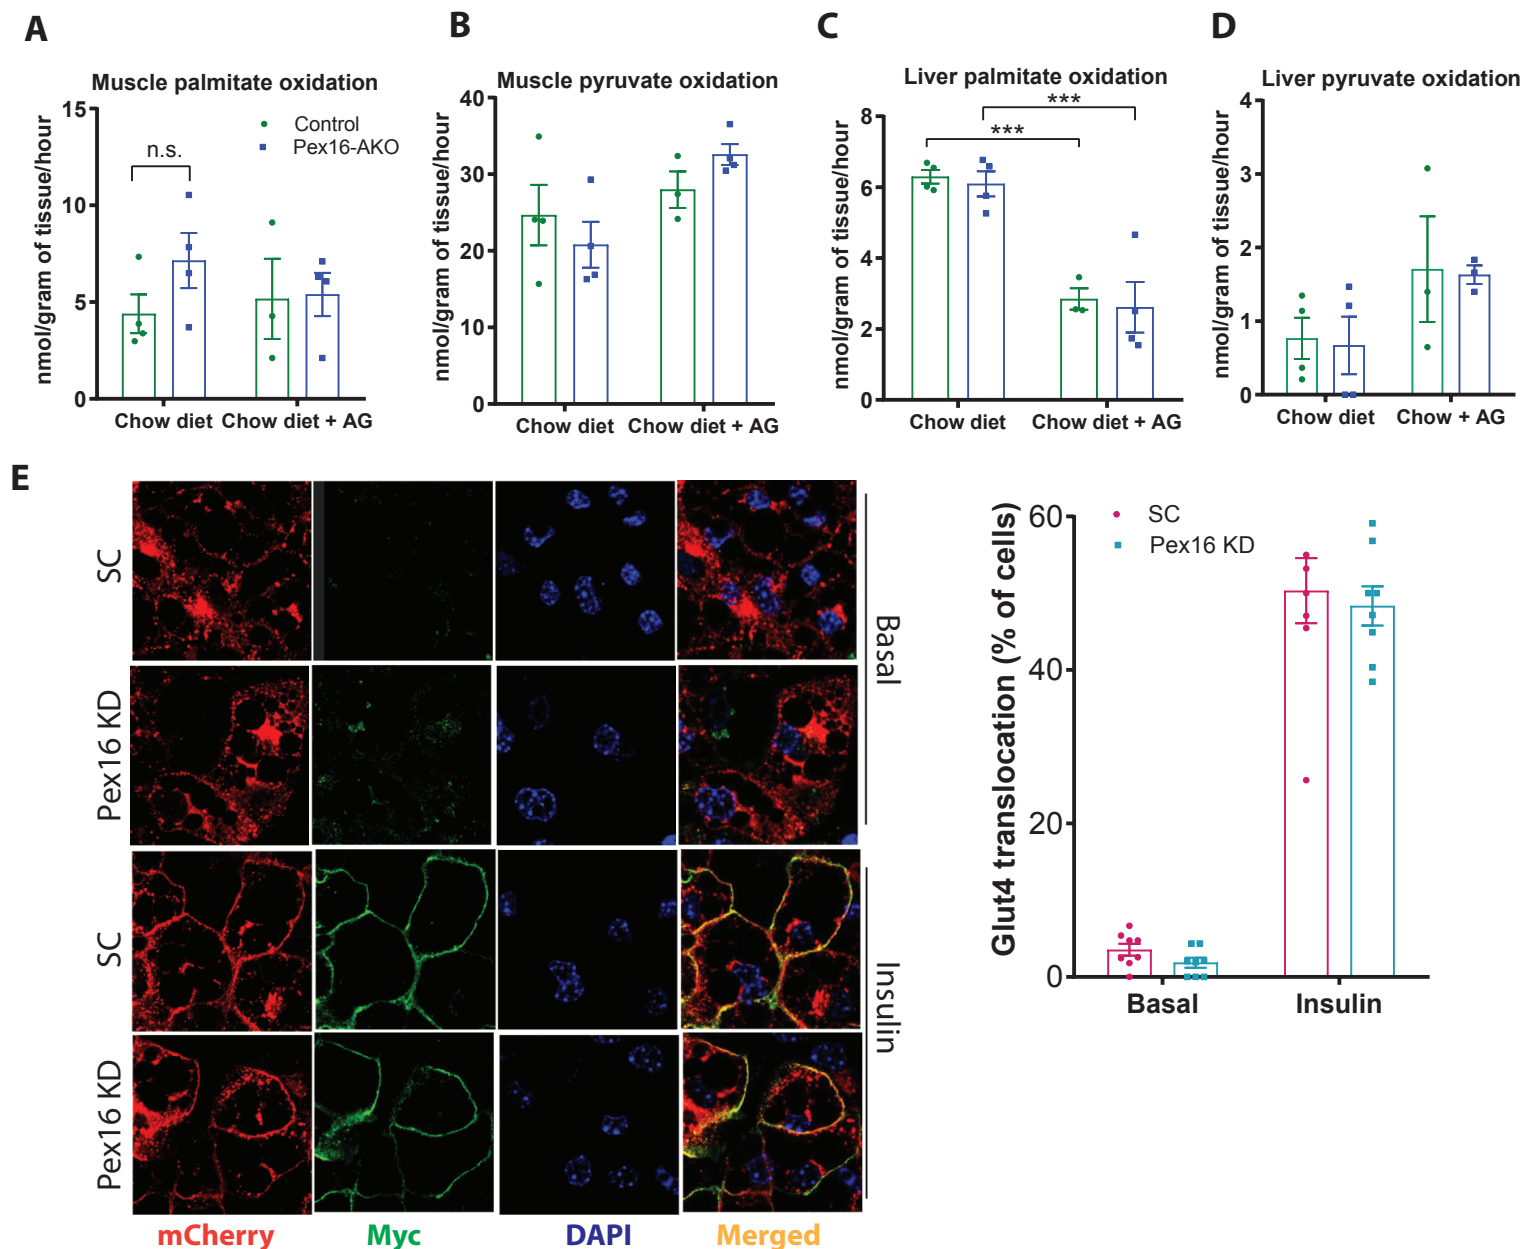 A
Muscle palmitate oxidation
nmol/gram of tissue/hour
15
10
5
0
n.s.
Control
Pex16-AKO
Chow diet
Chow diet + AG
B
Muscle pyruvate oxidation
nmol/gram of tissue/hour
40
30
20
10
0
Chow diet
Chow diet + AG
C
Liver palmitate oxidation
nmol/gram of tissue/hour
8
6
4
2
0
***
***
Chow diet
Chow diet + AG
D
Liver pyruvate oxidation
nmol/gram of tissue/hour
4
3
2
1
0
Chow diet
Chow + AG
E
SC
Pex16 KD
SC
Pex16 KD
Basal
Insulin
mCherry
Myc
DAPI
Merged
Glut4 translocation (% of cells)
60
40
20
0
SC
Pex16 KD
Basal
Insulin